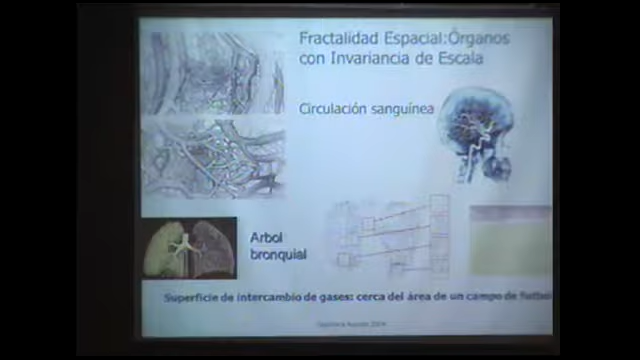 Fractalidad Espacial:Órganos
con Invariancia de Escala
Circulación sanguínea
Arbol
bronquial
Superficie de intercambio de gases: cerca del área de un campo de